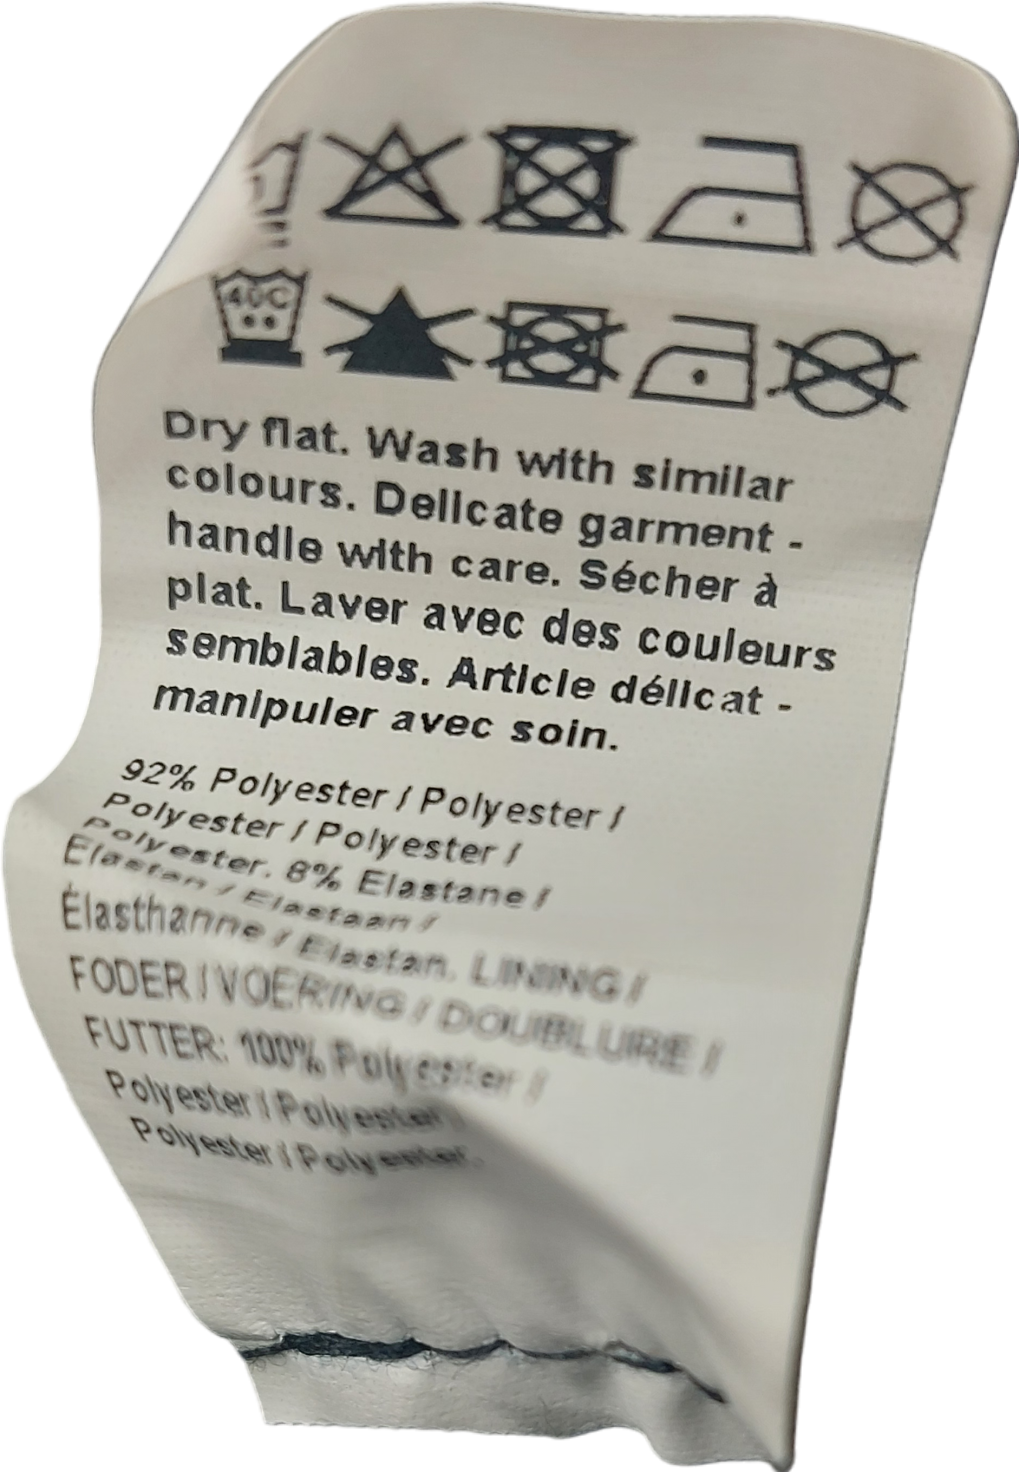 40C
Dry flat. Wash with similar
colours. Delicate garment -
handle with care. Sécher à
plat. Laver avec des couleurs
semblables. Article délicat -
manipuler avec soin.
92% Polyester / Polyester /
Polyester / Polyester /
Polyester. 8% Elastane /
Elastan / Elastaan /
Élasthanne / Elastan. LINING /
FODER / VOERING / DOUBLURE /
FUTTER: 100% Polyester /
Polyester / Polyester /
Polyester / Polyester.